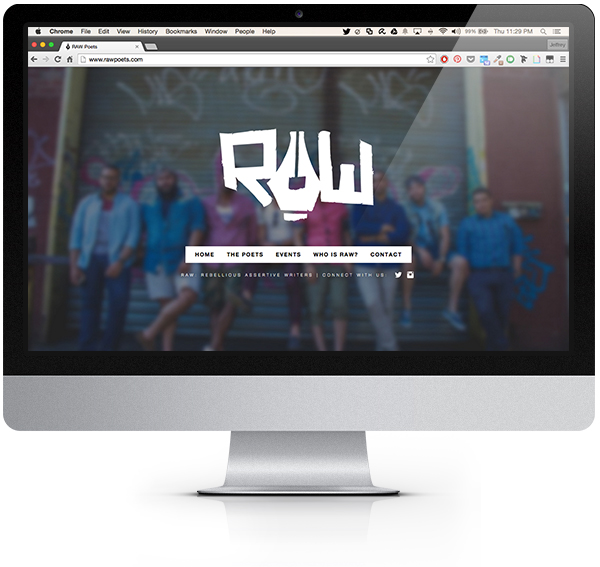 Chrome File Edit View History Bookmarks Window People Help 99% Thu 11:29 PM
RAW Poets Jeffrey
www.rawpoets.com
RAW
HOME THE POETS EVENTS WHO IS RAW? CONTACT
RAW: REBELLIOUS ASSERTIVE WRITERS | CONNECT WITH US: